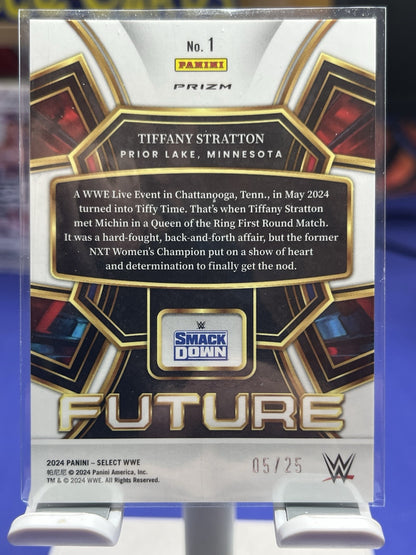 No. 1
PANINI
PRIZM
TIFFANY STRATTON
PRIOR LAKE, MINNESOTA
A WWE Live Event in Chattanooga, Tenn., in May 2024
turned into Tiffy Time. That's when Tiffany Stratton
met Michin in a Queen of the Ring First Round Match.
It was a hard-fought, back-and-forth affair, but the former
NXT Women's Champion put on a show of heart
and determination to finally get the nod.
SMACK
DOWN
FUTURE
2024 PANINI – SELECT WWE
帕尼尼 © 2024 Panini America, Inc.
TM & © 2024 WWE. All Rights Reserved.
05/25
W